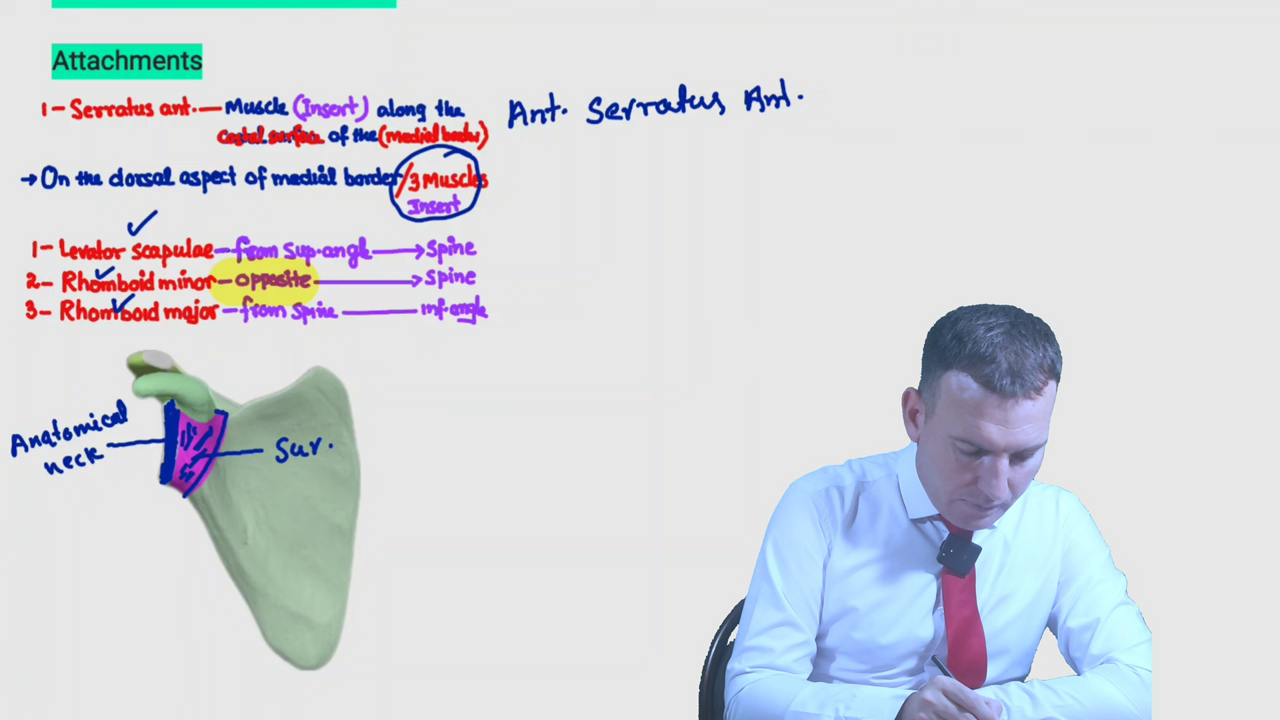 Attachments
1- Serratus ant. — Muscle (Insert) along the
Costal surface of the (medial border)
Ant. Serratus Ant.
→ On the dorsal aspect of medial border / 3 Muscles
Insert
1- Levator scapulae - from sup. angle → Spine
2- Rhomboid minor - opposite → Spine
3- Rhomboid major - from Spine — inf. angle
Anatomical
neck
Sur.